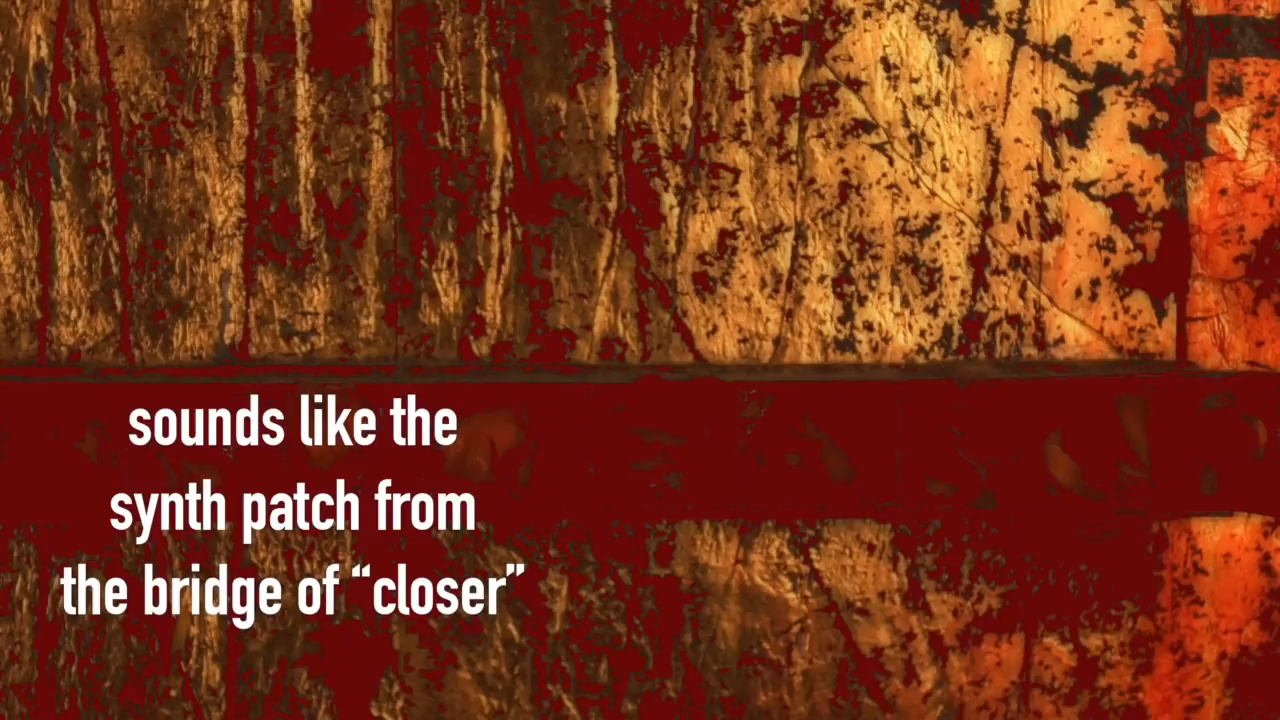 sounds like the
synth patch from
the bridge of “closer”